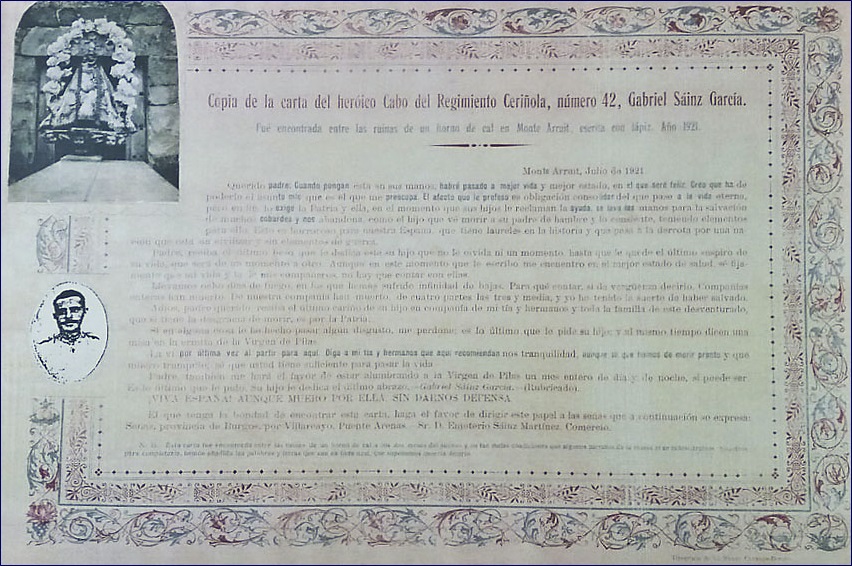 Copia de la carta del heróico Cabo del Regimiento Ceriñola, número 42, Gabriel Sáinz García.
Fué encontrada entre las ruinas de un horno de cal en Monte Arruit, escrita con lápiz. Año 1921.
Monte Arruit, Julio de 1921
Querido padre: Cuando pongan esta en sus manos, habré pasado a mejor vida y mejor estado, en el que seré feliz. Creo que ha de
poderlo el asunto mío que es el que me preocupa. El afecto que le profeso es obligación consolador del que pase a la vida eterna,
pero en fin, lo exige la Patria y ella, en el momento que sus hijos le reclaman la ayuda, se lava las manos para la salvación
de muchos cobardes y nos abandona, como el hijo que vé morir a su padre de hambre y lo consiente, teniendo elementos
para ella. Esto es horroroso para nuestra España, que tiene laureles en la historia y que pasa a la derrota por una na-
ción que está sin civilizar y sin elementos de guerra.
Padre, reciba el último beso que le dedica este su hijo que no le olvida ni un momento, hasta que le quede el último suspiro de
su vida, que será de un momento a otro. Aunque en este momento que le escribo me encuentro en el mejor estado de salud,
mente que mi vida y la de mis compañeros, no hay que contar con ellas.
Llevamos ocho días de fuego, en los que hemos sufrido infinidad de bajas. Para qué contar, si da vergüenza decirlo. Compañías
enteras han muerto. De nuestra compañía han muerto, de cuatro partes las tres y media, y yo he tenido la suerte de haber salvado.
Adios, padre querido, reciba el último cariño de su hijo en compañía de mi tía y hermano y toda la familia de este desventurado,
que si tiene la desgracia de morir, es por la Patria.
Si en alguna cosa le he hecho pasar algún disgusto, me perdone; es la última que le pide su hijo; y al mismo tiempo dicen una
misa en la ermita de la Virgen de Pilas
La vi por última vez al partir para aquí. Diga a mi tía y hermanos que aquí recomiendan nos tranquilidad, aunque sé que hemos de morir pronto y que
muero tranquilo, sé que usted tiene suficiente para pasar la vida.
Padre, también me hará el favor de estar alumbrando a la Virgen de Pilas un mes entero de día y de noche, si puede ser
Es lo último que le pido. Su hijo le dedica el último abrazo,—Gabriel Sáinz García.—(Rubricado).
VIVA ESPAÑA! AUNQUE MUERO POR ELLA, SIN DARNOS DEFENSA
El que tenga la bondad de encontrar esta carta, haga el favor de dirigir este papel a las señas que a continuación se expresa:
provincia de Burgos, por Villarcayo, Puente Arenas.—Sr. D. Emeterio Sáinz Martínez, Comercio.